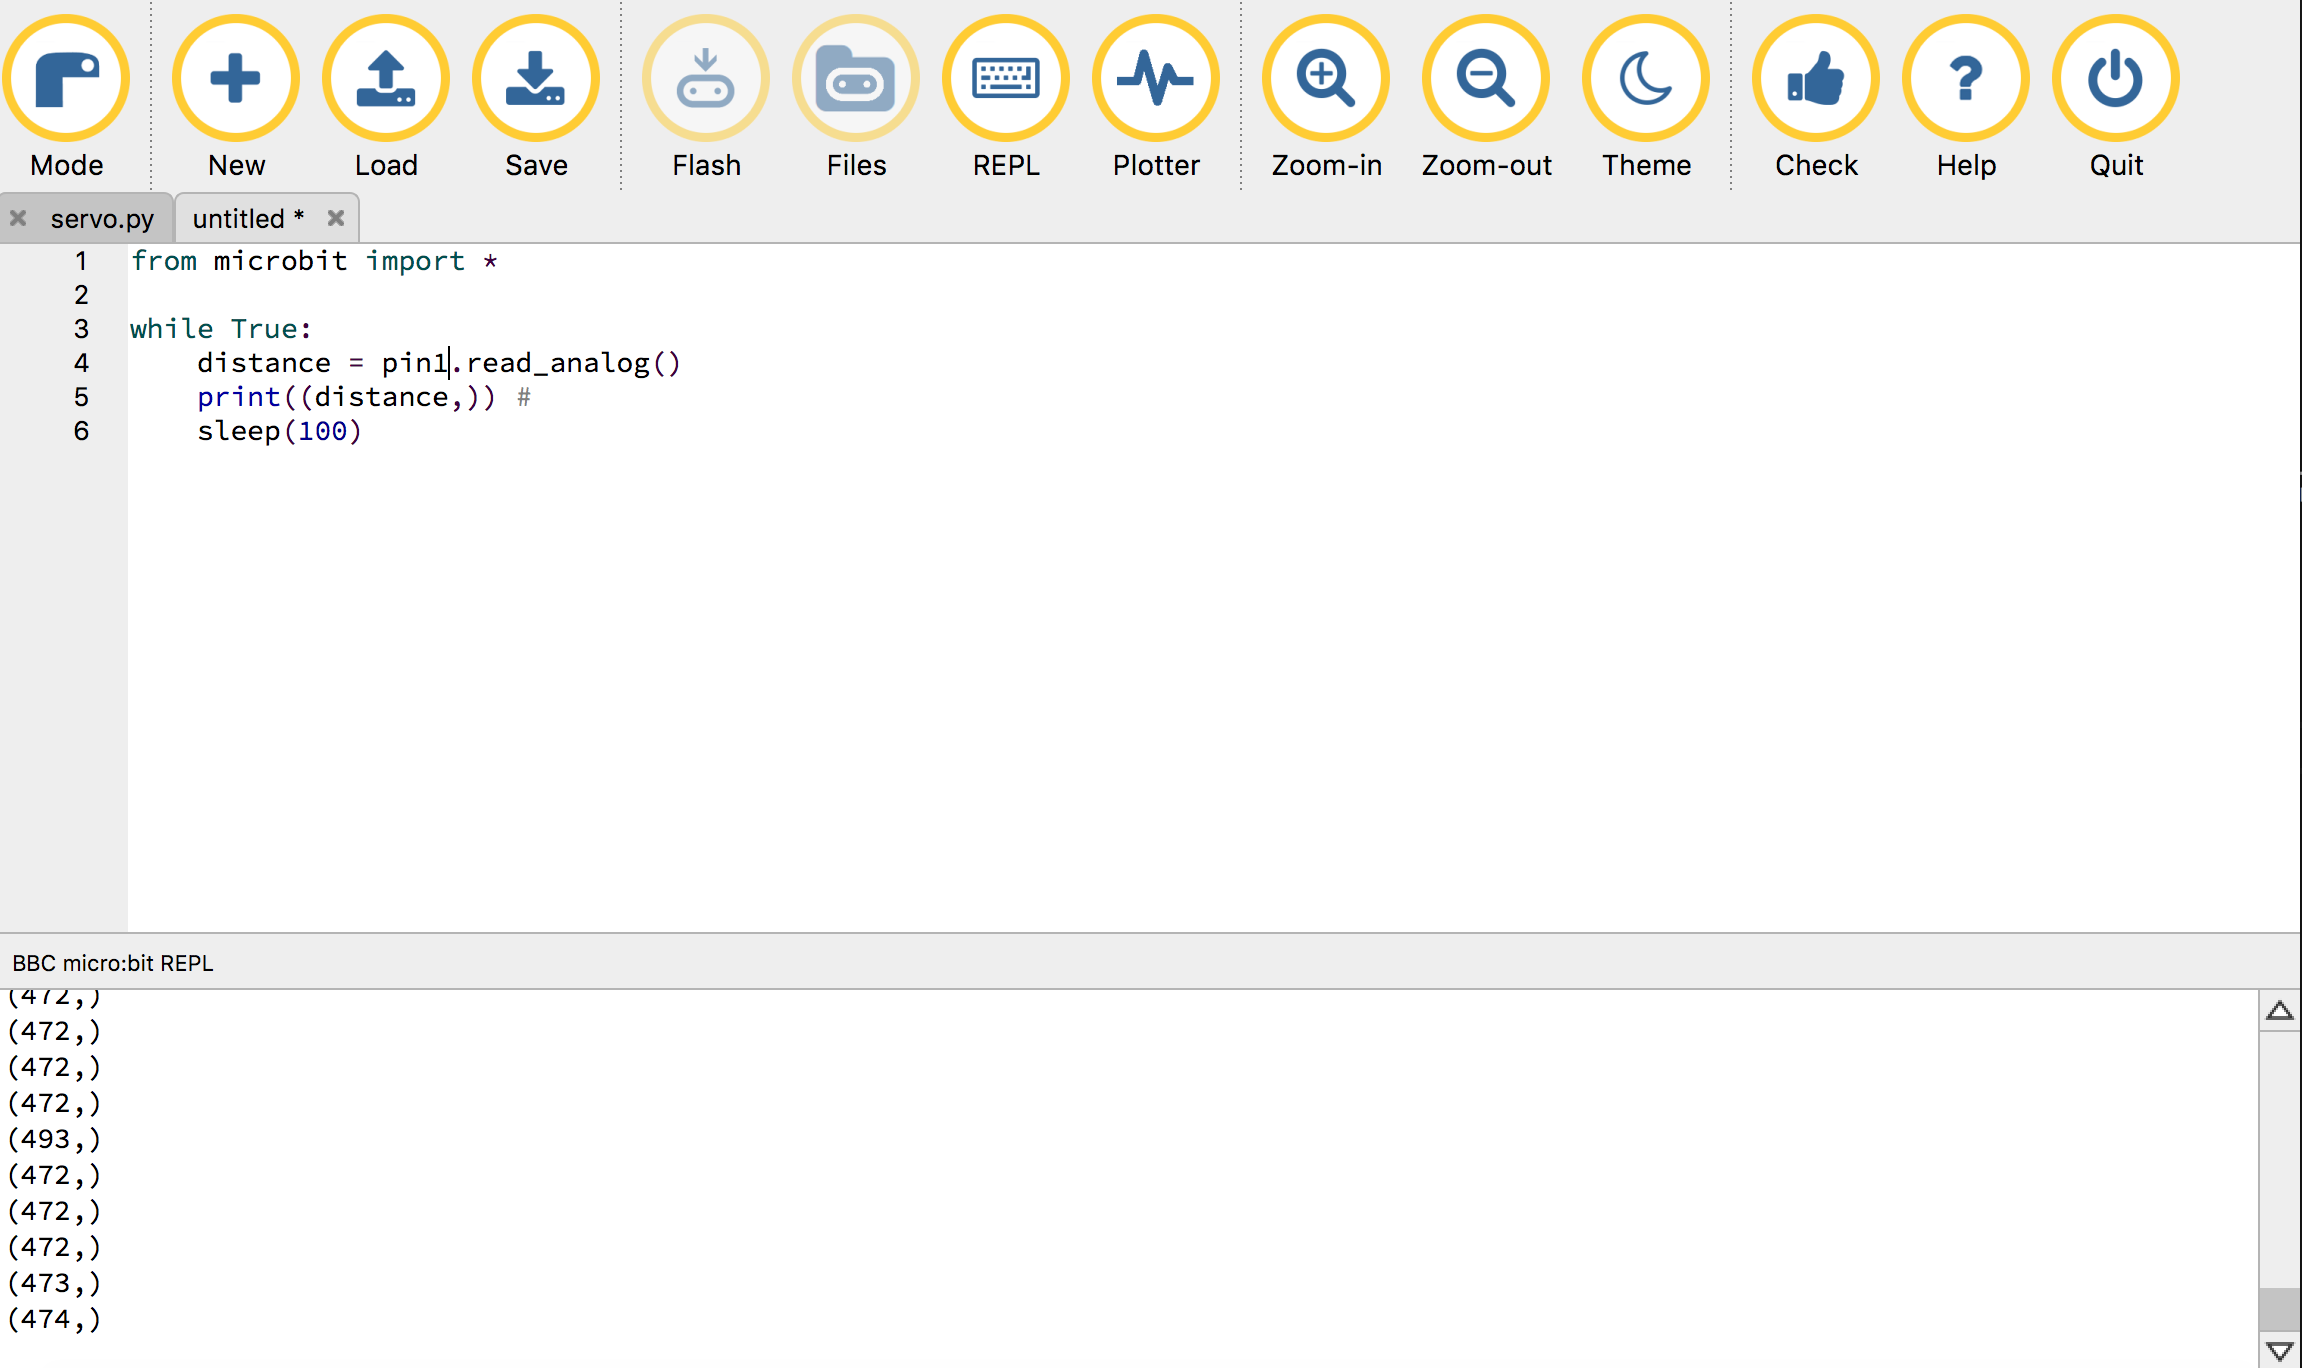 Mode New Load Save Flash Files REPL Plotter Zoom-in Zoom-out Theme Check Help Quit
servo.py untitled *
1 from microbit import *
2
3 while True:
4     distance = pin1.read_analog()
5     print((distance,)) #
6     sleep(100)
BBC micro:bit REPL
(472,)
(472,)
(472,)
(472,)
(493,)
(472,)
(472,)
(472,)
(473,)
(474,)